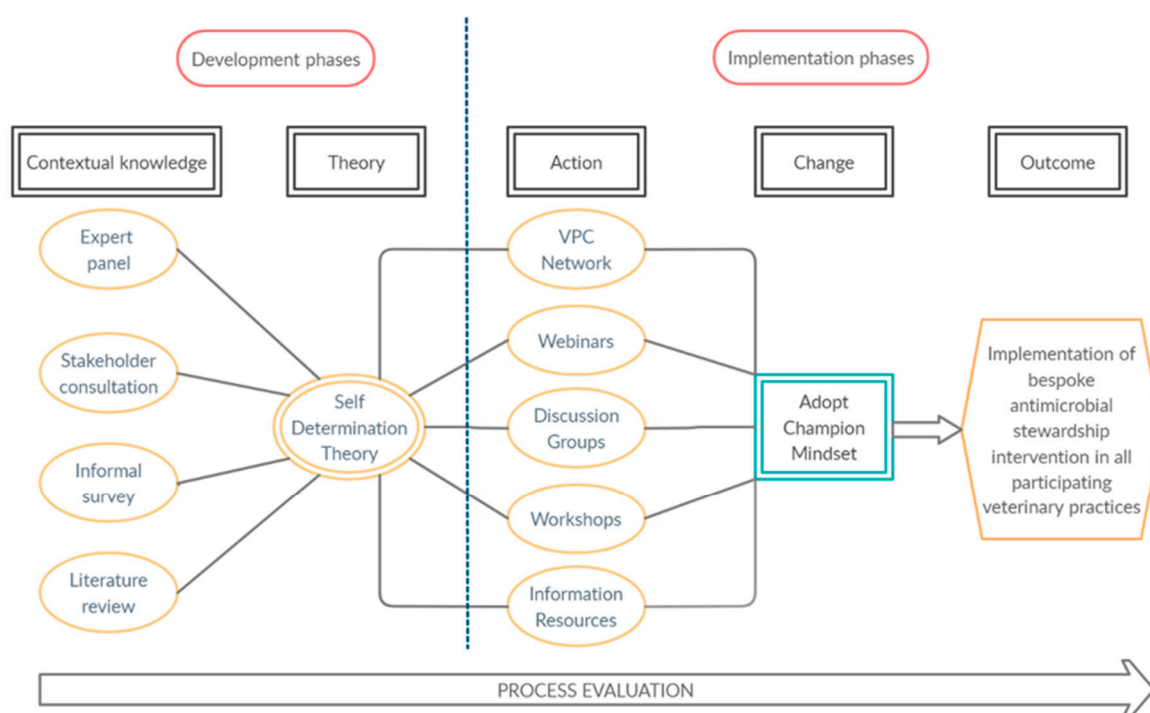 Development phases
Implementation phases
Contextual knowledge
Theory
Action
Change
Outcome
Expert
panel
Stakeholder
consultation
Informal
survey
Literature
review
Self
Determination
Theory
VPC
Network
Webinars
Discussion
Groups
Workshops
Information
Resources
Adopt
Champion
Mindset
Implementation of
bespoke
antimicrobial
stewardship
intervention in all
participating
veterinary practices
PROCESS EVALUATION